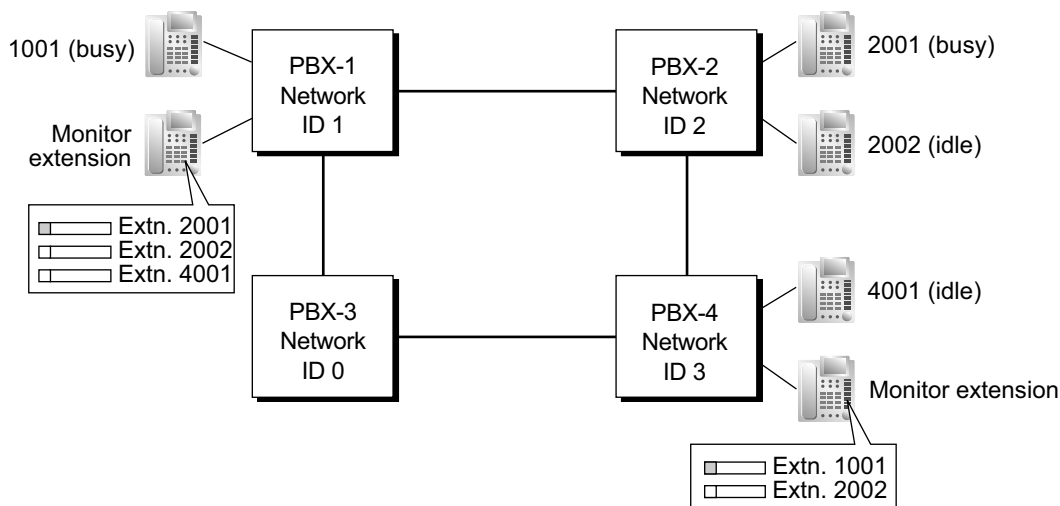 1001 (busy)
PBX-1
Network
ID 1
PBX-2
Network
ID 2
2001 (busy)
Monitor
extension
2002 (idle)
Extn. 2001
Extn. 2002
Extn. 4001
PBX-3
Network
ID 0
PBX-4
Network
ID 3
4001 (idle)
Monitor extension
Extn. 1001
Extn. 2002